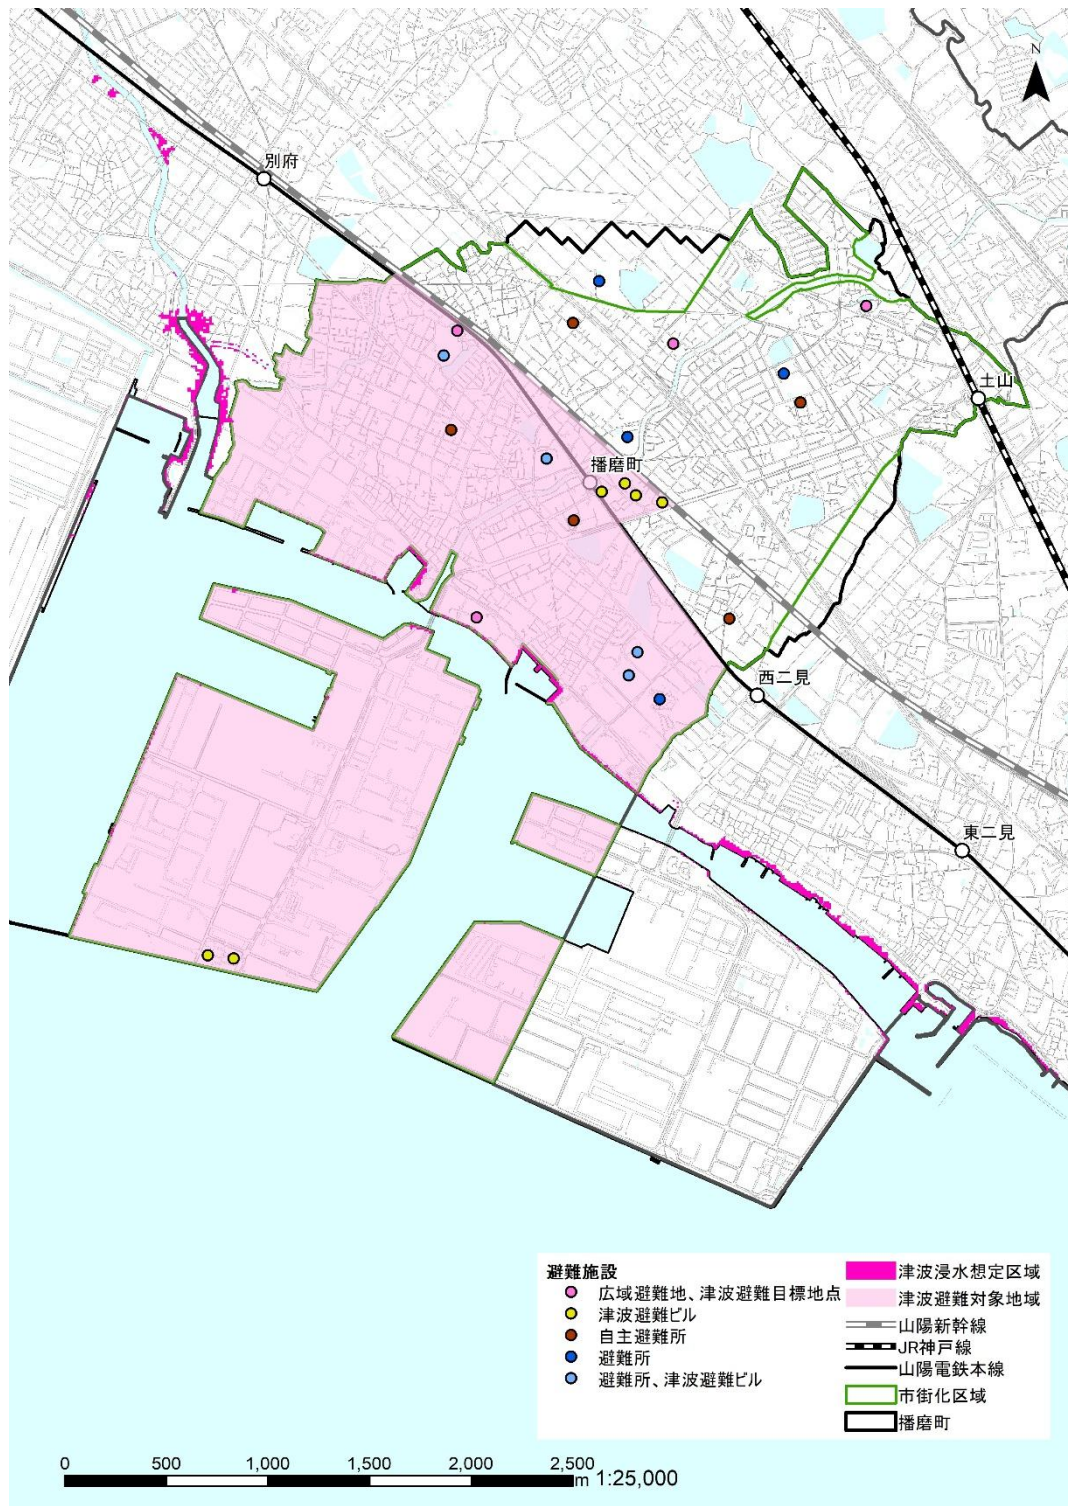 N
別府
土山
播磨町
西二見
東二見
避難施設
広域避難地、津波避難目標地点
津波避難ビル
自主避難所
避難所
避難所、津波避難ビル
津波浸水想定区域
津波避難対象地域
山陽新幹線
JR神戸線
山陽電鉄本線
市街化区域
播磨町
0 500 1,000 1,500 2,000 2,500
m 1:25,000